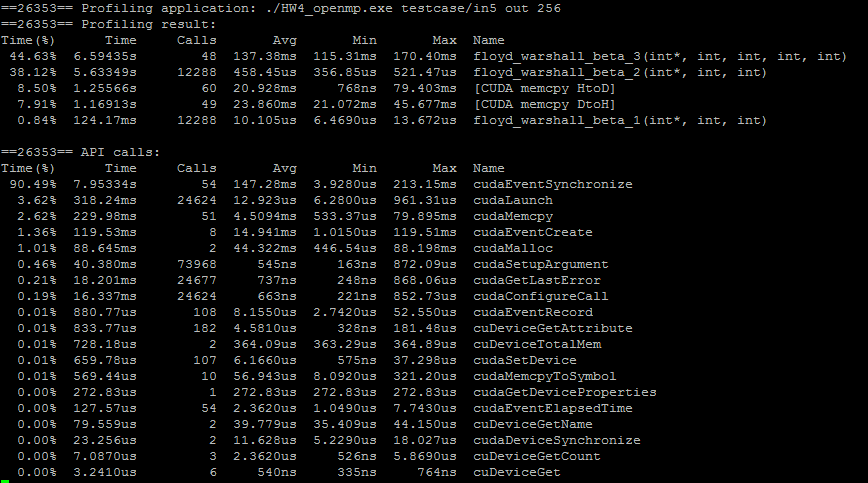 ==26353== Profiling application: ./HW4_openmp.exe testcase/in5 out 256
==26353== Profiling result:
Time(%) Time Calls Avg Min Max Name
44.63% 6.59435s 48 137.38ms 115.31ms 170.40ms floyd_warshall_beta_3(int*, int, int, int, int)
38.12% 5.63349s 12288 458.45us 356.85us 521.47us floyd_warshall_beta_2(int*, int, int)
8.50% 1.25566s 60 20.928ms 768ns 79.403ms [CUDA memcpy HtoD]
7.91% 1.16913s 49 23.860ms 21.072ms 45.677ms [CUDA memcpy DtoH]
0.84% 124.17ms 12288 10.105us 6.4690us 13.672us floyd_warshall_beta_1(int*, int, int)
==26353== API calls:
Time(%) Time Calls Avg Min Max Name
90.49% 7.95334s 54 147.28ms 3.9280us 213.15ms cudaEventSynchronize
3.62% 318.24ms 24624 12.923us 6.2800us 961.31us cudaLaunch
2.62% 229.98ms 51 4.5094ms 533.37us 79.895ms cudaMemcpy
1.36% 119.53ms 8 14.941ms 1.0150us 119.51ms cudaEventCreate
1.01% 88.645ms 2 44.322ms 446.54us 88.198ms cudaMalloc
0.46% 40.380ms 73968 545ns 163ns 872.09us cudaSetupArgument
0.21% 18.201ms 24677 737ns 248ns 868.06us cudaGetLastError
0.19% 16.337ms 24624 663ns 221ns 852.73us cudaConfigureCall
0.01% 880.77us 108 8.1550us 2.7420us 52.550us cudaEventRecord
0.01% 833.77us 182 4.5810us 328ns 181.48us cuDeviceGetAttribute
0.01% 728.18us 2 364.09us 363.29us 364.89us cuDeviceTotalMem
0.01% 659.78us 107 6.1660us 575ns 37.298us cudaSetDevice
0.01% 569.44us 10 56.943us 8.0920us 321.20us cudaMemcpyToSymbol
0.00% 272.83us 1 272.83us 272.83us 272.83us cudaGetDeviceProperties
0.00% 127.57us 54 2.3620us 1.0490us 7.7430us cudaEventElapsedTime
0.00% 79.559us 2 39.779us 35.409us 44.150us cuDeviceGetName
0.00% 23.256us 2 11.628us 5.2290us 18.027us cudaDeviceSynchronize
0.00% 7.0870us 3 2.3620us 526ns 5.8690us cuDeviceGetCount
0.00% 3.2410us 6 540ns 335ns 764ns cuDeviceGet